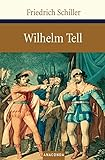 Friedrich Schiller
Wilhelm Tell
ANACONDA